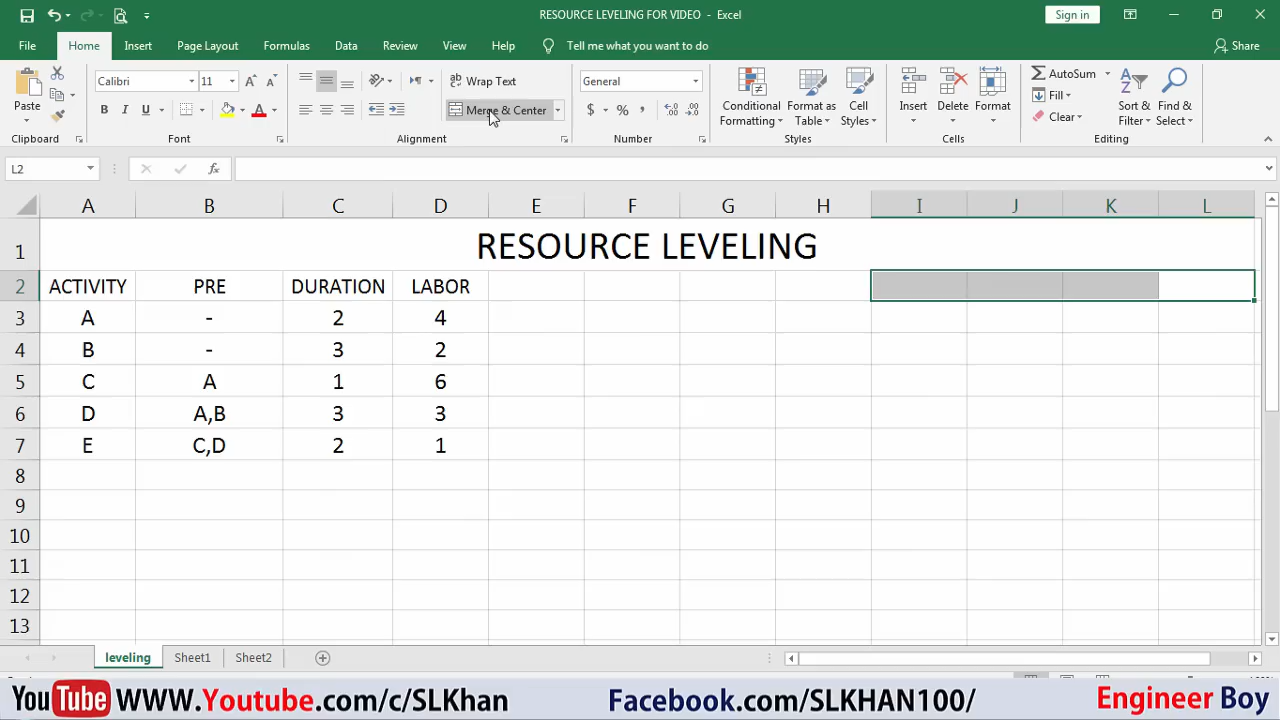 RESOURCE LEVELING FOR VIDEO - Excel
Sign in
File Home Insert Page Layout Formulas Data Review View Help Tell me what you want to do Share
Paste
Calibri 11
B I U
Wrap Text
Merge & Center
General
$ % ,
Conditional Formatting
Format as Table
Cell Styles
Insert
Delete
Format
AutoSum
Fill
Clear
Sort & Filter
Find & Select
Clipboard Font Alignment Number Styles Cells Editing
L2 fx
A B C D E F G H I J K L
1 RESOURCE LEVELING
2 ACTIVITY PRE DURATION LABOR
3 A - 2 4
4 B - 3 2
5 C A 1 6
6 D A,B 3 3
7 E C,D 2 1
8
9
10
11
12
13
leveling Sheet1 Sheet2
YouTube WWW.Youtube.com/c/SLKhan Facebook.com/SLKHAN100/ Engineer Boy